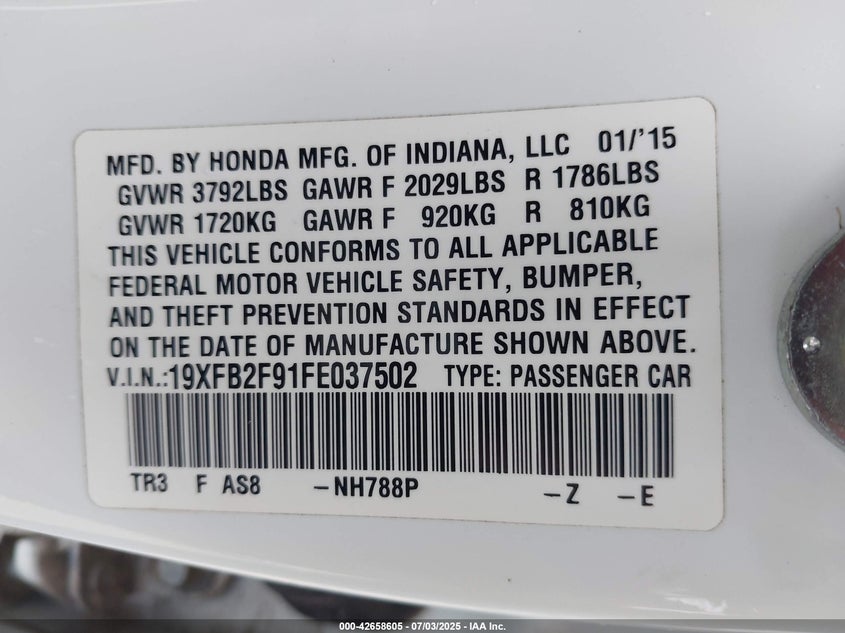 MFD. BY HONDA MFG. OF INDIANA, LLC 01/'15
GVWR 3792LBS GAWR F 2029LBS R 1786LBS
GVWR 1720KG GAWR F 920KG R 810KG
THIS VEHICLE CONFORMS TO ALL APPLICABLE
FEDERAL MOTOR VEHICLE SAFETY, BUMPER,
AND THEFT PREVENTION STANDARDS IN EFFECT
ON THE DATE OF MANUFACTURE SHOWN ABOVE.
V.I.N.:19XFB2F91FE037502 TYPE: PASSENGER CAR
TR3 F AS8 -NH788P -Z -E
000-42658605 - 07/03/2025 - IAA Inc.